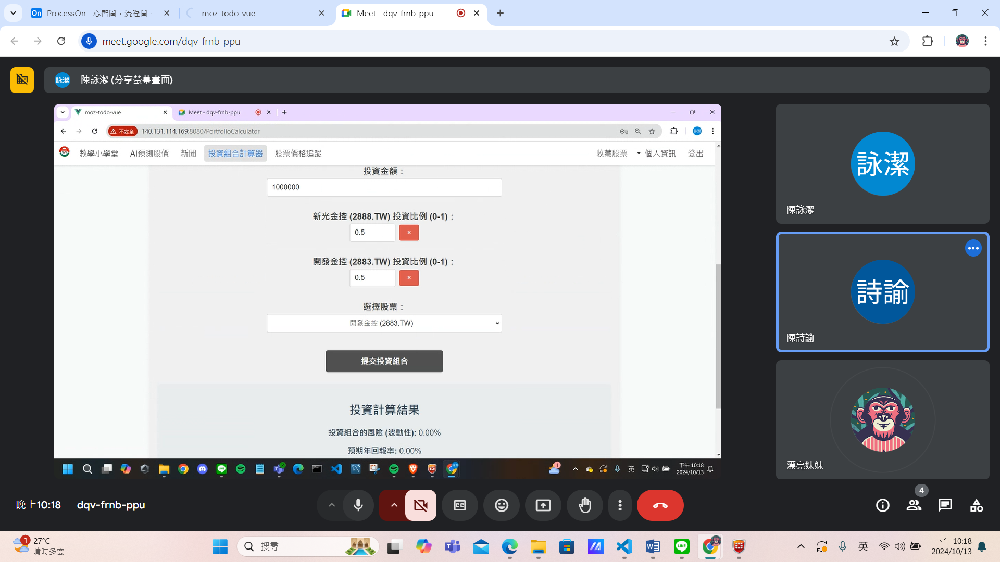 ProcessOn - 心智圖，流程圖，
moz-todo-vue
Meet - dqv-frnb-ppu
meet.google.com/dqv-frnb-ppu
詠潔
陳詠潔 (分享螢幕畫面)
moz-todo-vue
Meet - dqv-frnb-ppu
不安全
140.131.114.169:8080/PortfolioCalculator
教學小學堂
AI預測股價
新聞
投資組合計算器
股票價格追蹤
收藏股票
個人資訊
登出
投資金額：
1000000
新光金控 (2888.TW) 投資比例 (0-1)：
0.5
×
開發金控 (2883.TW) 投資比例 (0-1)：
0.5
×
選擇股票：
開發金控 (2883.TW)
提交投資組合
投資計算結果
投資組合的風險 (波動性): 0.00%
預期年回報率: 0.00%
1
英
下午 10:18
2024/10/13
詠潔
陳詠潔
詩諭
陳詩諭
漂亮妹妹
晚上10:18
dqv-frnb-ppu
4
1
27°C
晴時多雲
搜尋
英
下午 10:18
2024/10/13